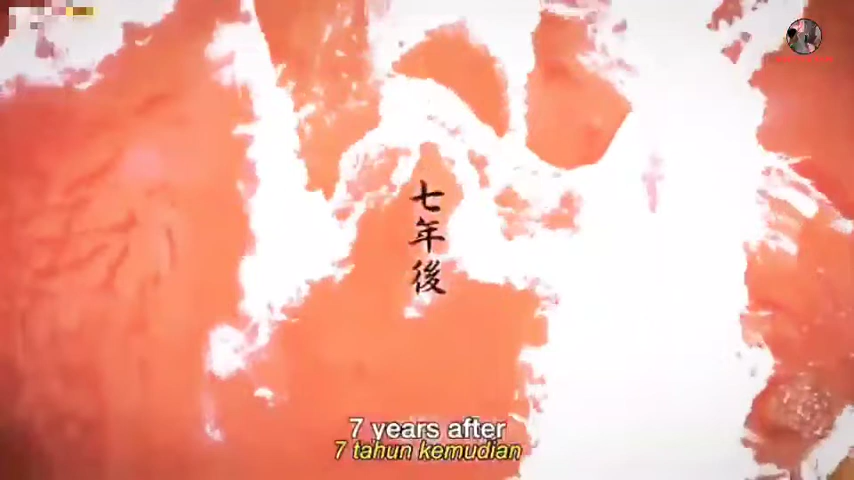 七年後
7 years after
7 tahun kemudian